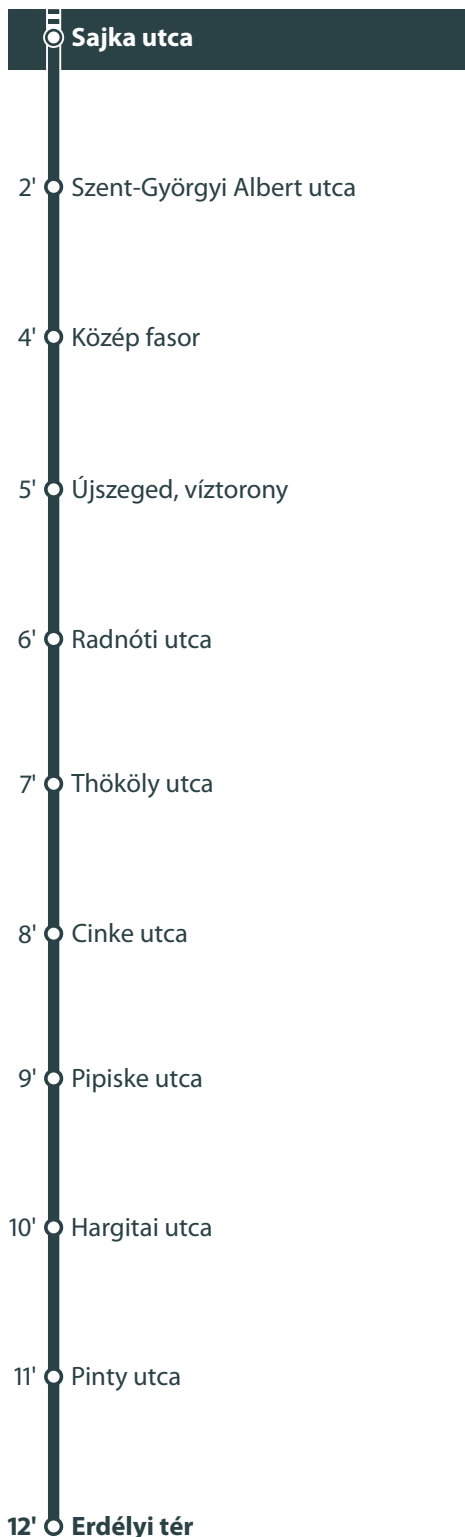 Sajka utca
2' Szent-Györgyi Albert utca
4' Közép fasor
5' Újszeged, víztorony
6' Radnóti utca
7' Thököly utca
8' Cinke utca
9' Pipiske utca
10' Hargitai utca
11' Pinty utca
12' Erdélyi tér